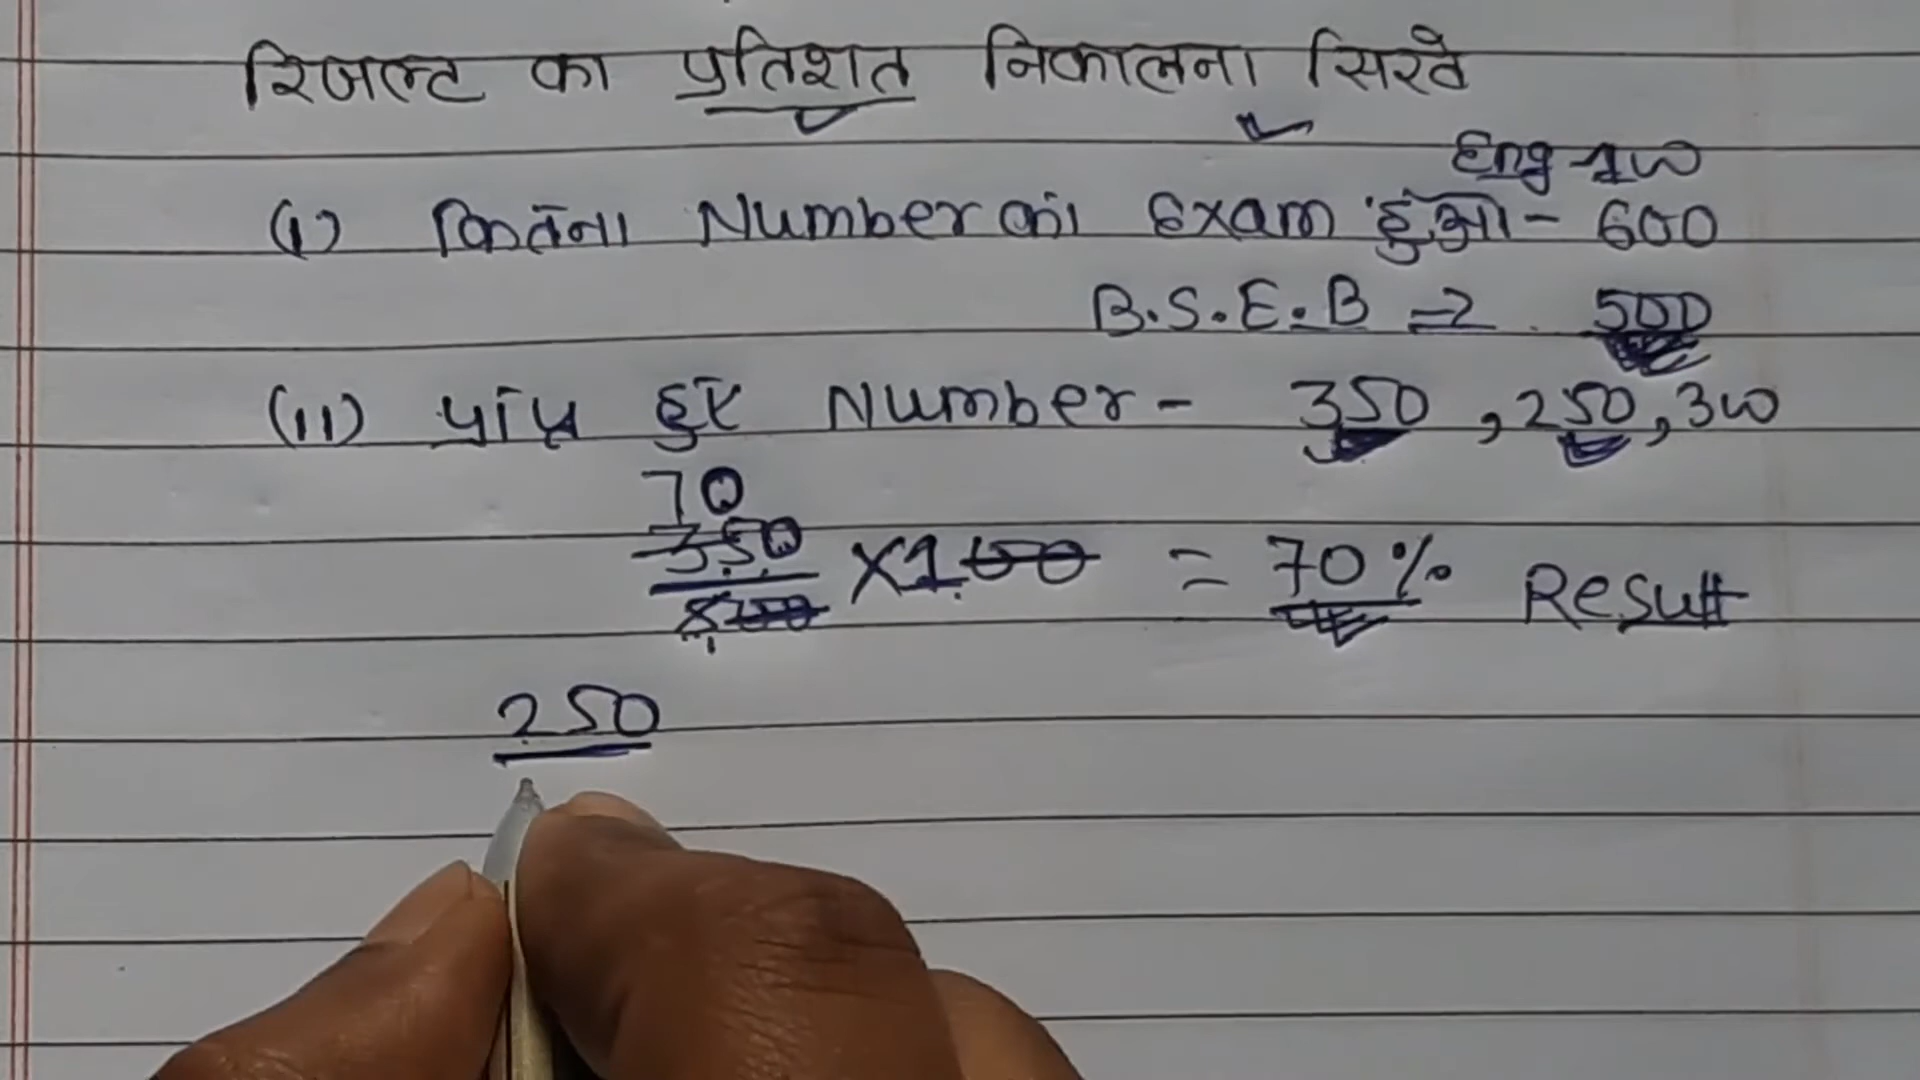 रिजल्ट का प्रतिशत निकालना सिखे
Eng - 100
(i) कितना Number का Exam हुआ - 600
B.S.E.B => 500
(ii) प्रांप्त हुए Number - 350, 250, 300
70
350
500 ×100 = 70% Result
250